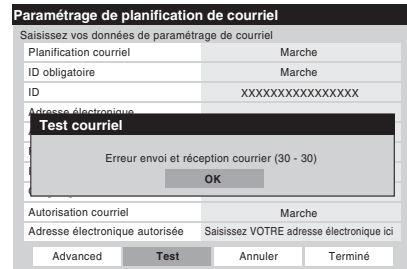 Paramétrage de planification de courriel
Saisissez vos données de paramétrage de courriel
Planification courriel Marche
ID obligatoire Marche
ID XXXXXXXXXXXXXXXX
Adresse électronique
Test courriel
Erreur envoi et réception courrier (30 - 30)
OK
Autorisation courriel Marche
Adresse électronique autorisée Saisissez VOTRE adresse électronique ici
Advanced Test Annuler Terminé